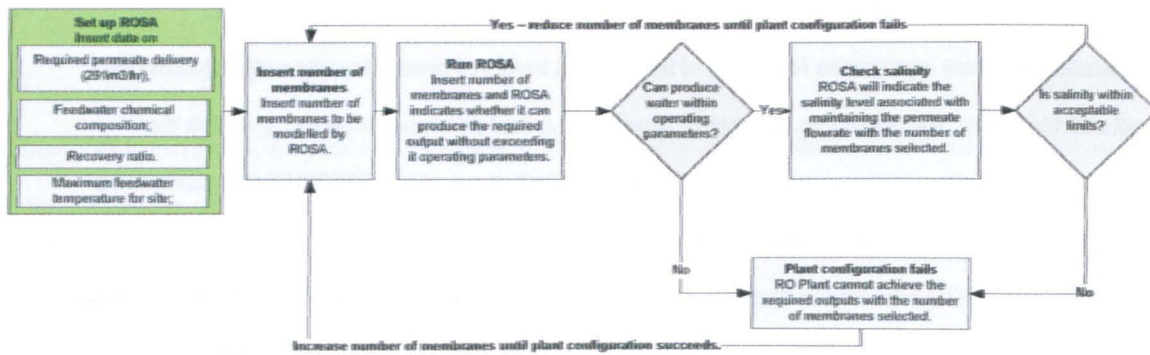 Yes – reduce number of membranes until plant configuration fails
Set up ROSA
Insert data on
Required permeate delivery
Feedwater chemical
composition;
Recovery ratio.
Maximum feedwater
temperature for site;
Insert number of
membranes
Insert number of
membranes to be
modelled by
ROSA.
Run ROSA
Insert number of
membranes and ROSA
indicates whether it can
produce the required
output without exceeding
it operating parameters.
Can produce
water within
operating
parameters?
Yes
Check salinity
ROSA will indicate the
salinity level associated with
maintaining the permeate
flowrate with the number of
membranes selected.
Is salinity within
acceptable
limits?
No
Plant configuration fails
RO Plant cannot achieve the
required outputs with the number
of membranes selected.
No
Increase number of membranes until plant configuration succeeds.